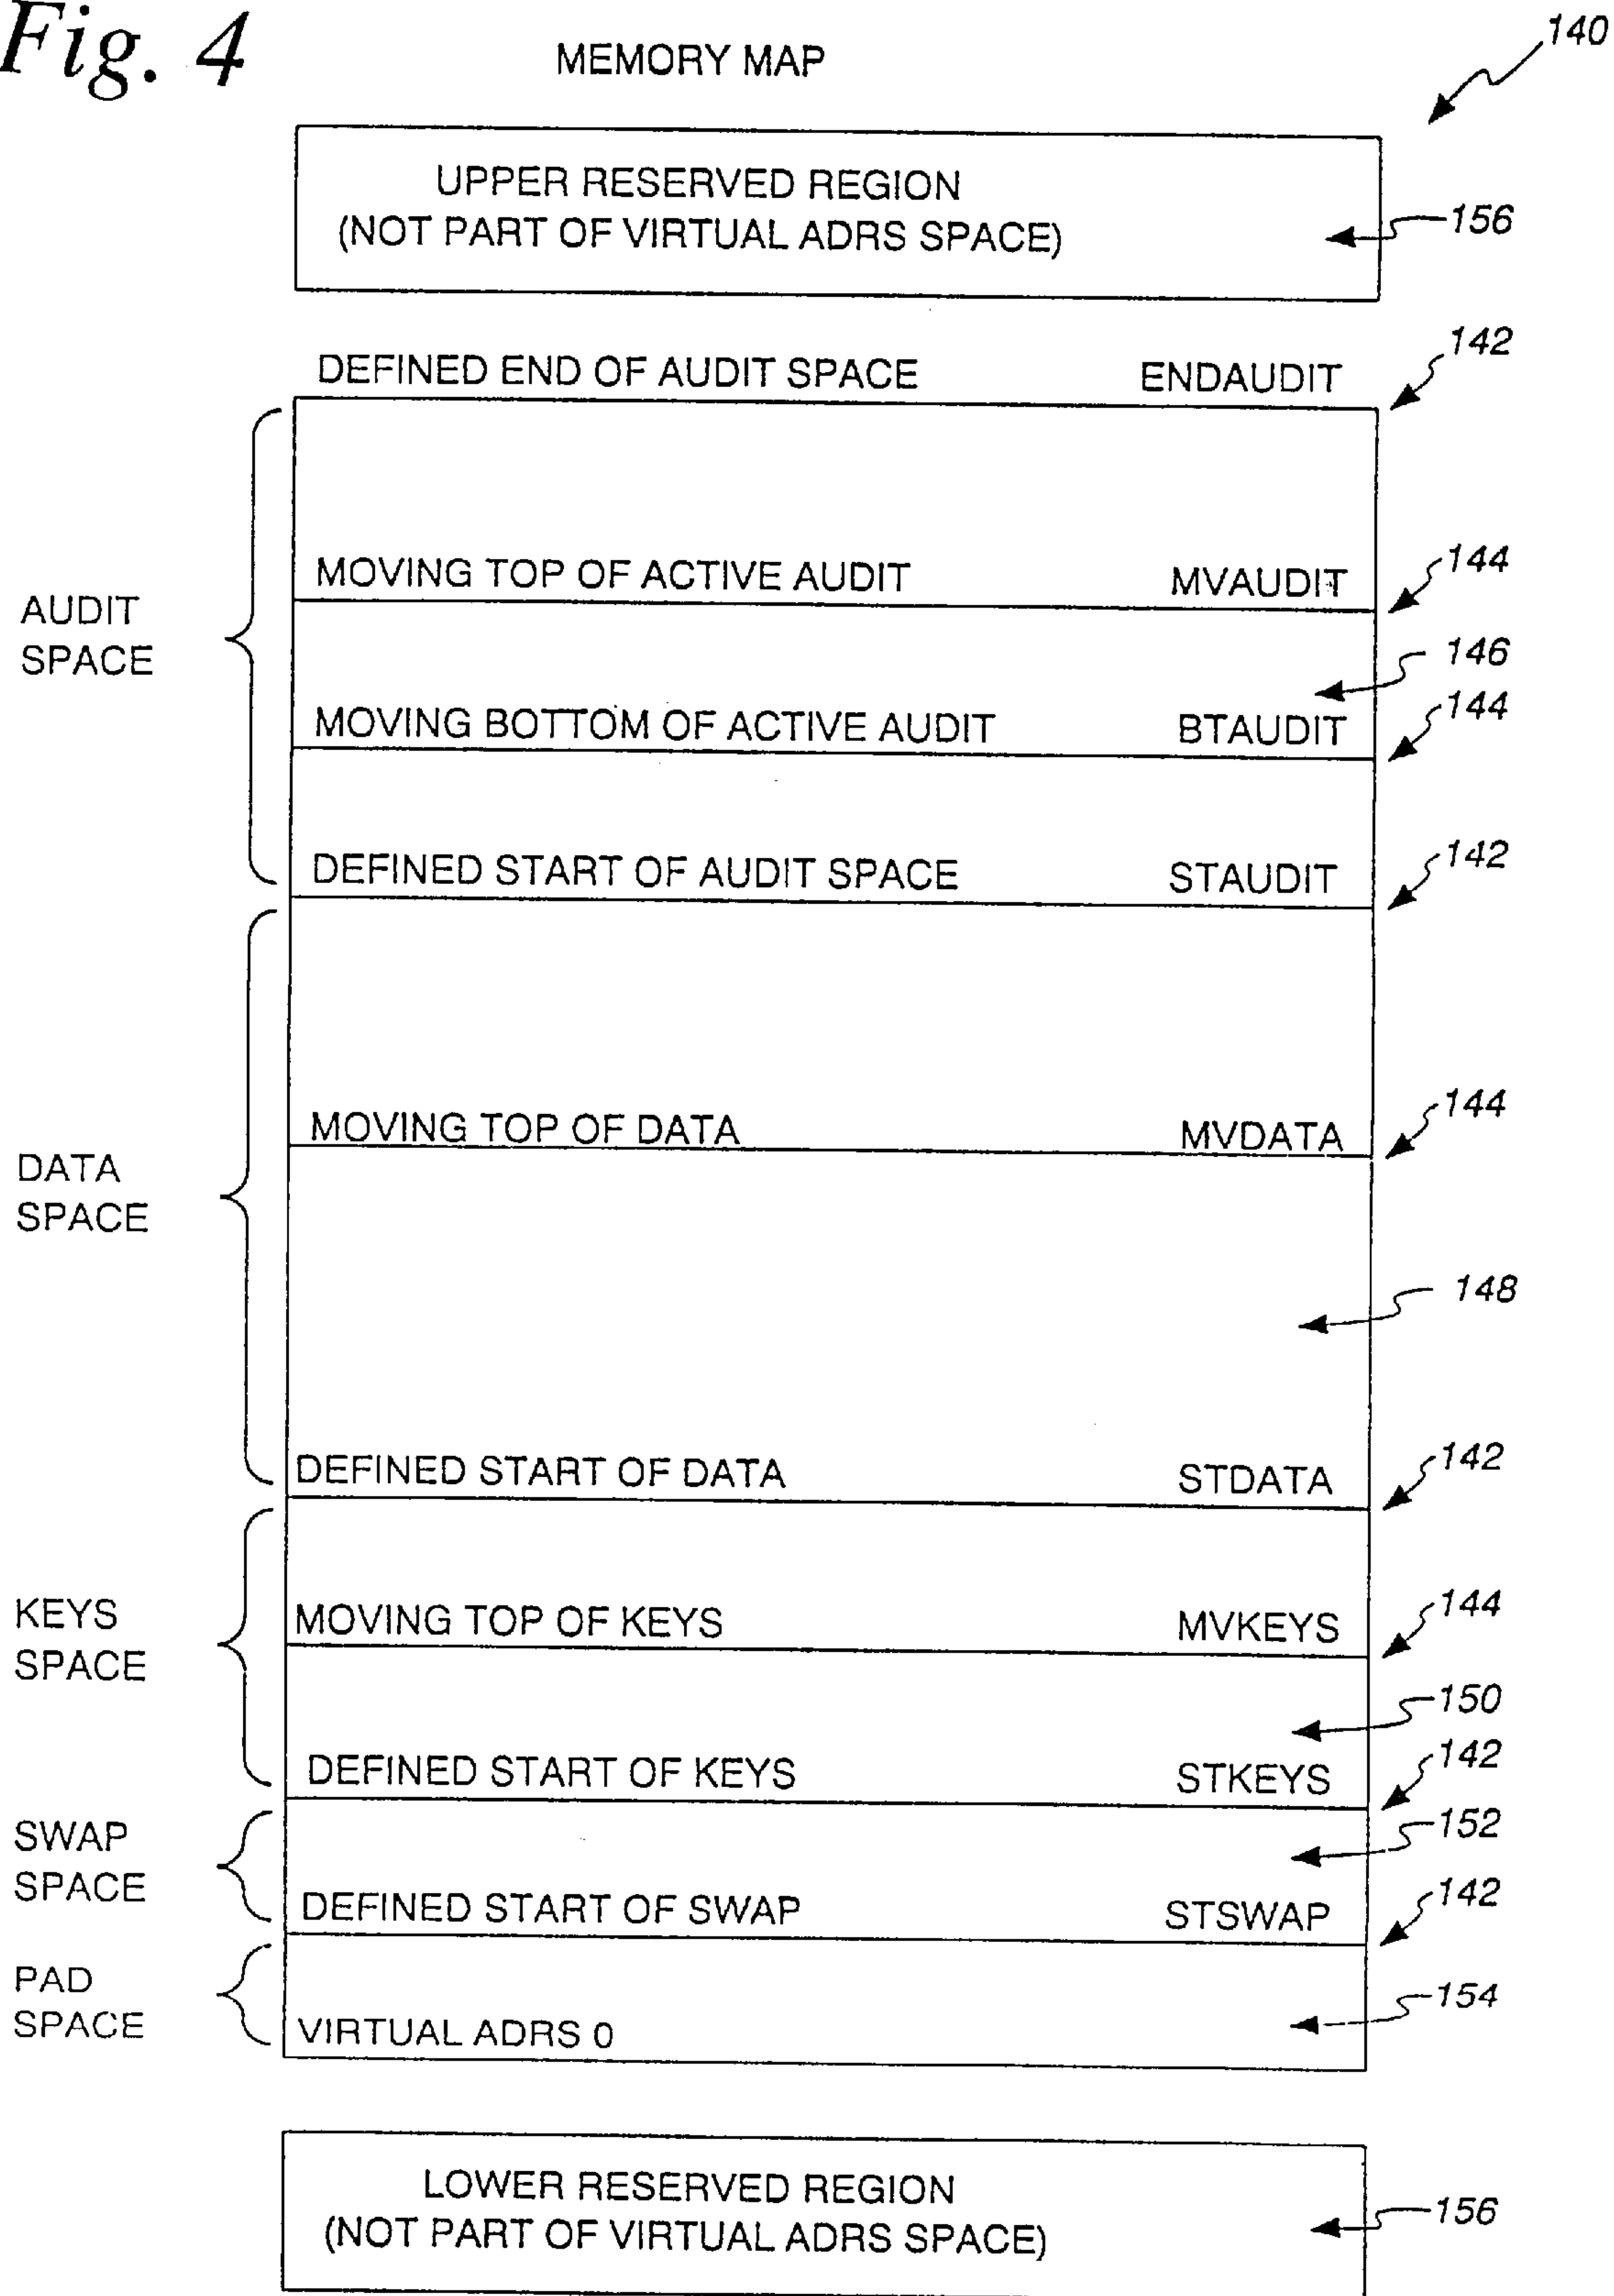 Fig. 4
MEMORY MAP
140
UPPER RESERVED REGION
(NOT PART OF VIRTUAL ADRS SPACE)
156
DEFINED END OF AUDIT SPACE ENDAUDIT
142
AUDIT
SPACE
MOVING TOP OF ACTIVE AUDIT MVAUDIT
144
146
MOVING BOTTOM OF ACTIVE AUDIT BTAUDIT
144
DEFINED START OF AUDIT SPACE STAUDIT
142
DATA
SPACE
MOVING TOP OF DATA MVDATA
144
148
DEFINED START OF DATA STDATA
142
KEYS
SPACE
MOVING TOP OF KEYS MVKEYS
144
150
DEFINED START OF KEYS STKEYS
142
SWAP
SPACE
152
DEFINED START OF SWAP STSWAP
142
PAD
SPACE
154
VIRTUAL ADRS 0
LOWER RESERVED REGION
(NOT PART OF VIRTUAL ADRS SPACE)
156